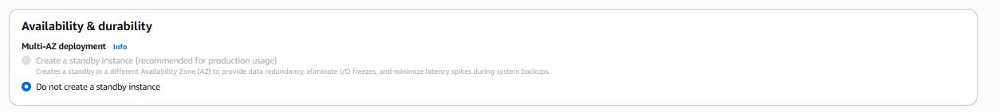 Availability & durability
Multi-AZ deployment Info
Create a standby instance (recommended for production usage)
Creates a standby in a different Availability Zone (AZ) to provide data redundancy, eliminate I/O freezes, and minimize latency spikes during system backups.
Do not create a standby instance